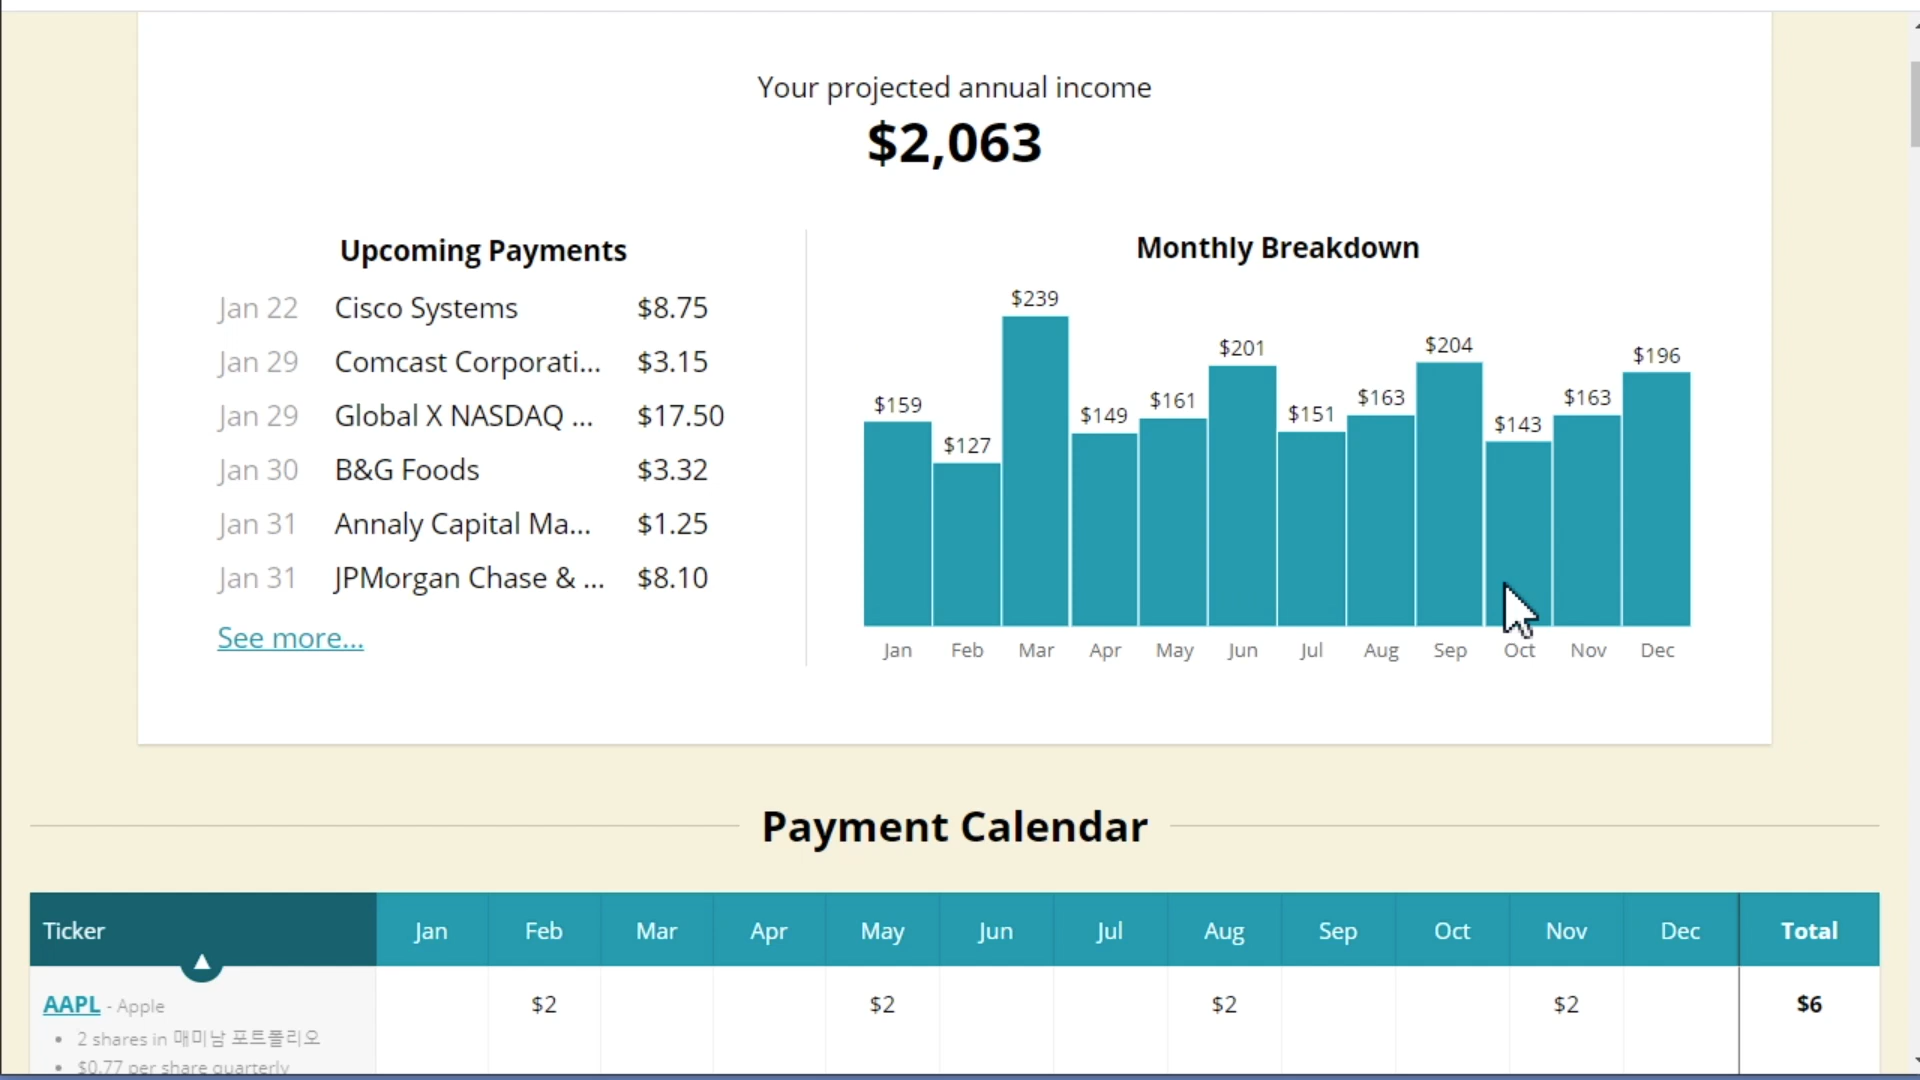 Your projected annual income
$2,063
Upcoming Payments
Jan 22 Cisco Systems $8.75
Jan 29 Comcast Corporati... $3.15
Jan 29 Global X NASDAQ ... $17.50
Jan 30 B&G Foods $3.32
Jan 31 Annaly Capital Ma... $1.25
Jan 31 JPMorgan Chase & ... $8.10
See more...
Monthly Breakdown
$159 $127 $239 $149 $161 $201 $151 $163 $204 $143 $163 $196
Jan Feb Mar Apr May Jun Jul Aug Sep Oct Nov Dec
Payment Calendar
Ticker Jan Feb Mar Apr May Jun Jul Aug Sep Oct Nov Dec Total
AAPL - Apple $2 $2 $2 $2 $6
• 2 shares in 매미남 포트폴리오
• $0.77 per share quarterly